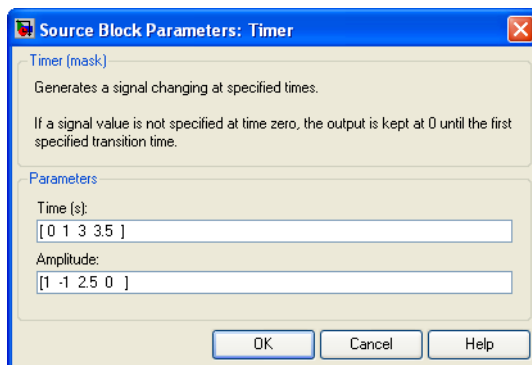 Source Block Parameters: Timer
Timer (mask)
Generates a signal changing at specified times.
If a signal value is not specified at time zero, the output is kept at 0 until the first
specified transition time.
Parameters
Time (s):
[ 0 1 3 3.5 ]
Amplitude:
[1 -1 2.5 0 ]
OK
Cancel
Help